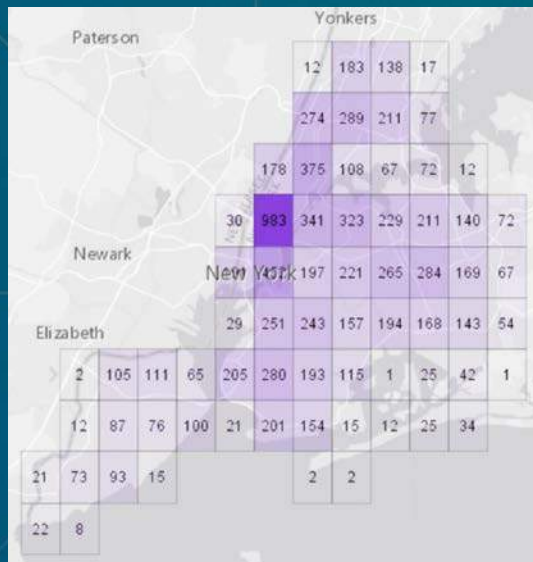 Yonkers
Paterson
12 183 138 17
274 289 211 77
178 375 108 67 72 12
30 983 341 323 229 211 140 72
Newark
New York
197 221 265 284 169 67
29 251 243 157 194 168 143 54
Elizabeth
2 105 111 65 205 280 193 115 1 25 42 1
12 87 76 100 21 201 154 15 12 25 34
21 73 93 15 2 2
22 8